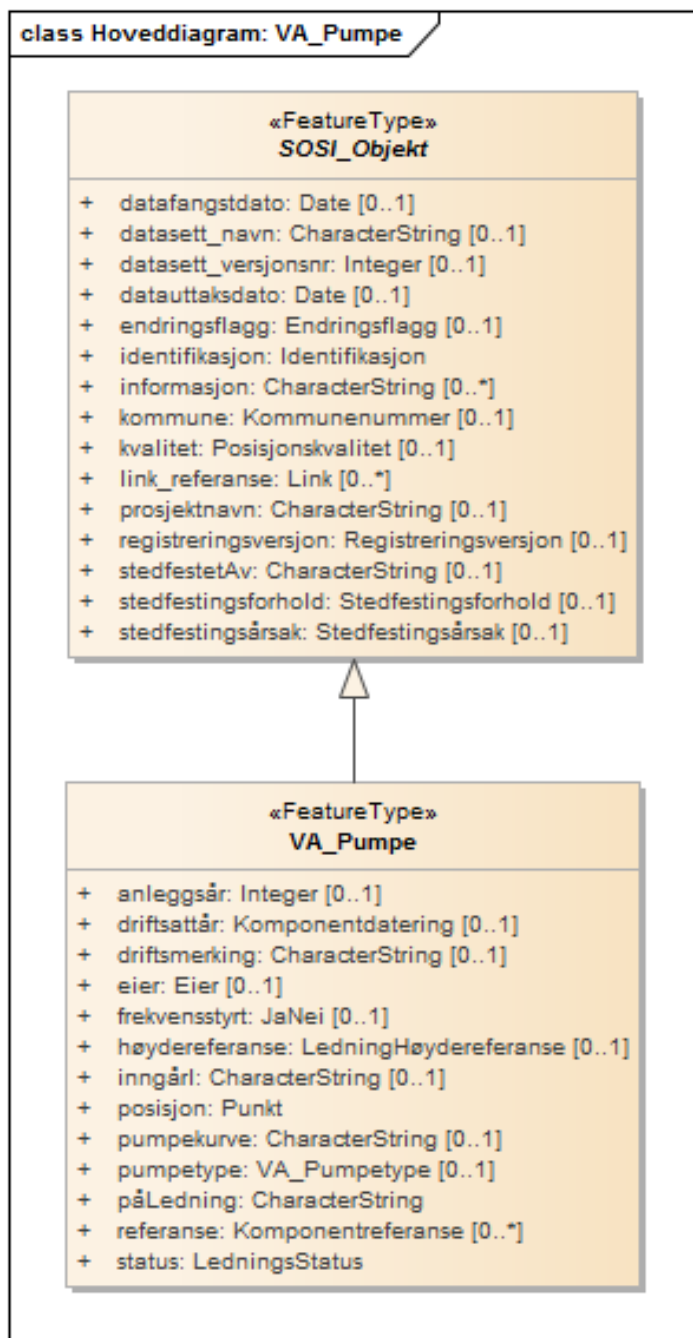 class Hoveddiagram: VA_Pumpe
«FeatureType»
SOSI_Objekt
+ datafangstdato: Date [0..1]
+ datasett_navn: CharacterString [0..1]
+ datasett_versjonsnr: Integer [0..1]
+ datauttaksdato: Date [0..1]
+ endringsflagg: Endringsflagg [0..1]
+ identifikasjon: Identifikasjon
+ informasjon: CharacterString [0..*]
+ kommune: Kommunenummer [0..1]
+ kvalitet: Posisjonskvalitet [0..1]
+ link_referanse: Link [0..*]
+ prosjektnavn: CharacterString [0..1]
+ registreringsversjon: Registreringsversjon [0..1]
+ stedfestetAv: CharacterString [0..1]
+ stedfestingsforhold: Stedfestingsforhold [0..1]
+ stedfestingsårsak: Stedfestingsårsak [0..1]
«FeatureType»
VA_Pumpe
+ anleggsår: Integer [0..1]
+ driftsattår: Komponentdatering [0..1]
+ driftsmerking: CharacterString [0..1]
+ eier: Eier [0..1]
+ frekvensstyrt: JaNei [0..1]
+ høydereferanse: LedningHøydereferanse [0..1]
+ inngårI: CharacterString [0..1]
+ posisjon: Punkt
+ pumpekurve: CharacterString [0..1]
+ pumpetype: VA_Pumpetype [0..1]
+ påLedning: CharacterString
+ referanse: Komponentreferanse [0..*]
+ status: LedningsStatus